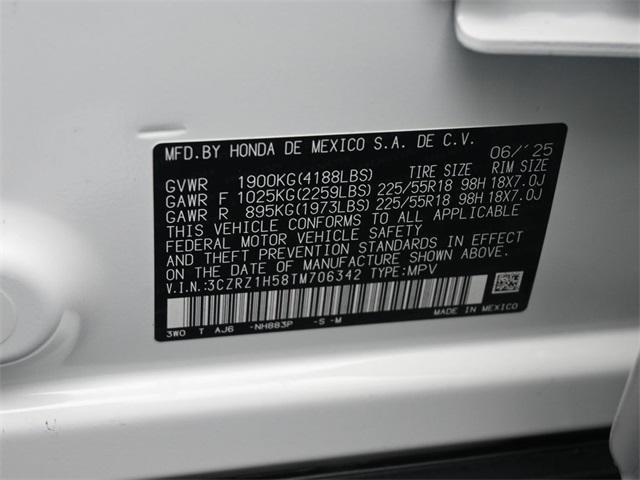 MFD.BY HONDA DE MEXICO S.A. DE C.V. 06/'25
GVWR 1900KG(4188LBS) TIRE SIZE RIM SIZE
GAWR F 1025KG(2259LBS) 225/55R18 98H 18X7.0J
GAWR R 895KG(1973LBS) 225/55R18 98H 18X7.0J
THIS VEHICLE CONFORMS TO ALL APPLICABLE
FEDERAL MOTOR VEHICLE SAFETY
AND THEFT PREVENTION STANDARDS IN EFFECT
ON THE DATE OF MANUFACTURE SHOWN ABOVE.
V.I.N.:3CZRZ1H58TM706342 TYPE:MPV
MADE IN MEXICO
3WO T AJ6 -NH883P -S -M